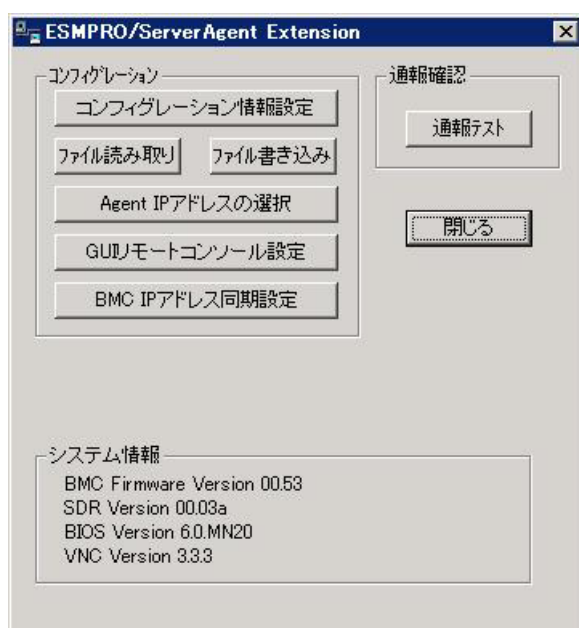 ESMPRO/ServerAgent Extension
コンフィグレーション
コンフィグレーション情報設定
ファイル読み取り
ファイル書き込み
Agent IPアドレスの選択
GUIリモートコンソール設定
BMC IPアドレス同期設定
通報確認
通報テスト
閉じる
システム情報
BMC Firmware Version 00.53
SDR Version 00.03a
BIOS Version 6.0.MN20
VNC Version 3.3.3